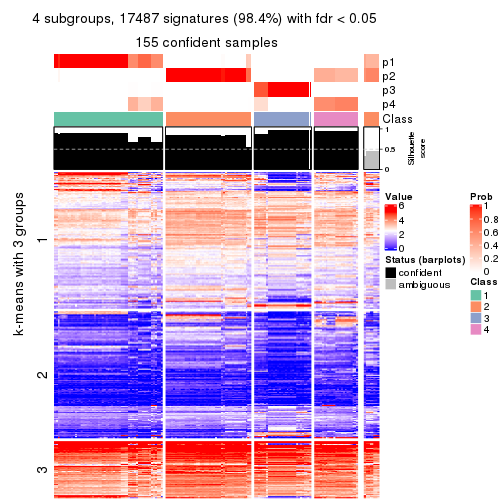 4 subgroups, 17487 signatures (98.4%) with fdr < 0.05
155 confident samples
p1
p2
p3
p4
Class
1
0.5
0
Silhouette
score
k-means with 3 groups
1
2
3
Value
6
4
2
0
Status (barplots)
confident
ambiguous
Prob
1
0.8
0.6
0.4
0.2
0
Class
1
2
3
4